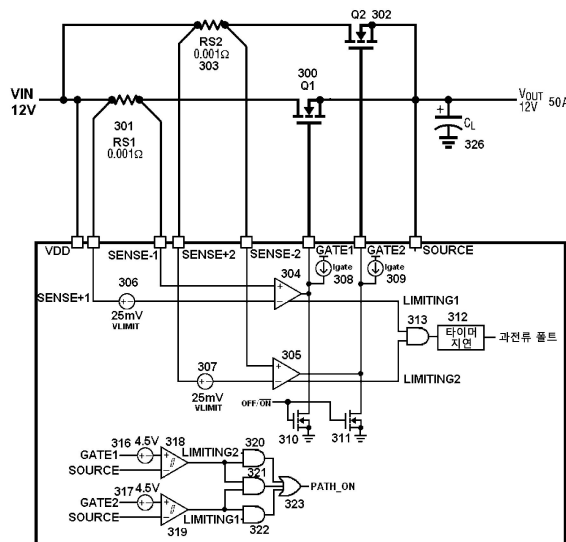 Q2
302
RS2
0.001Ω
303
300
Q1
VIN
12V
301
0.001Ω
RS1
VOUT
12V
50A
+
CL
326
VDD
SENSE-1
SENSE+2
SENSE-2
GATE1
GATE2
SOURCE
SENSE+1
306
25mV
VLIMIT
304
Igate
308
Igate
309
LIMITING1
313
312
타이머
지연
과전류 폴트
307
25mV
VLIMIT
305
LIMITING2
OFF/ON
310
311
316
4.5V
318
GATE1
SOURCE
LIMITING2
320
321
323
PATH_ON
317
4.5V
GATE2
SOURCE
319
LIMITING1
322